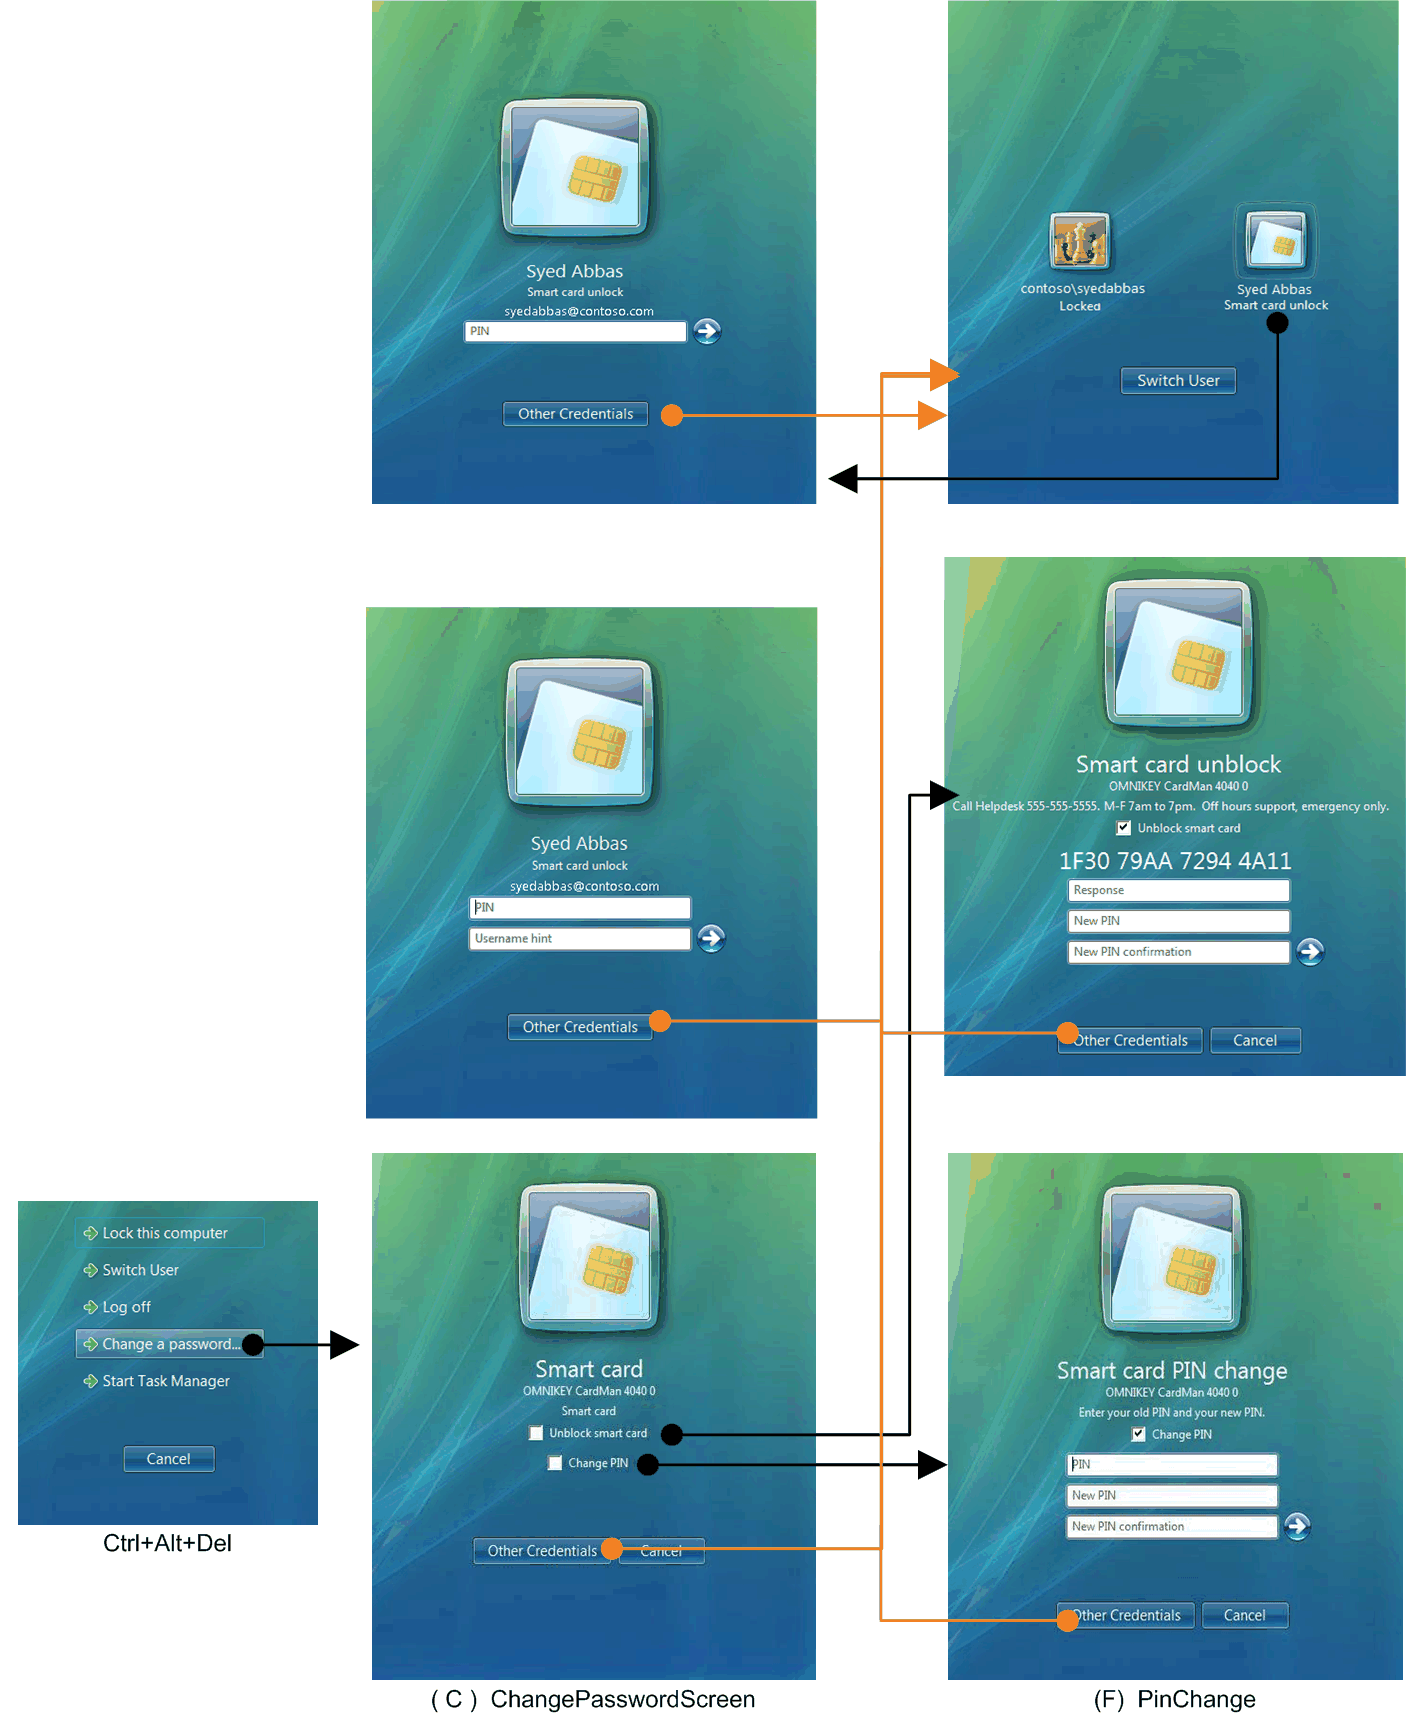 Syed Abbas
Smart card unlock
syedabbas@contoso.com
PIN
Other Credentials
contoso\syedabbas
Locked
Syed Abbas
Smart card unlock
Switch User
Syed Abbas
Smart card unlock
syedabbas@contoso.com
PIN
Username hint
Other Credentials
Smart card unblock
OMNIKEY CardMan 4040 0
Call Helpdesk 555-555-5555. M-F 7am to 7pm. Off hours support, emergency only.
Unblock smart card
1F30 79AA 7294 4A11
Response
New PIN
New PIN confirmation
Other Credentials
Cancel
Lock this computer
Switch User
Log off
Change a password...
Start Task Manager
Cancel
Ctrl+Alt+Del
Smart card
OMNIKEY CardMan 4040 0
Smart card
Unblock smart card
Change PIN
Other Credentials
Cancel
( C ) ChangePasswordScreen
Smart card PIN change
OMNIKEY CardMan 4040 0
Enter your old PIN and your new PIN.
Change PIN
PIN
New PIN
New PIN confirmation
Other Credentials
Cancel
(F) PinChange